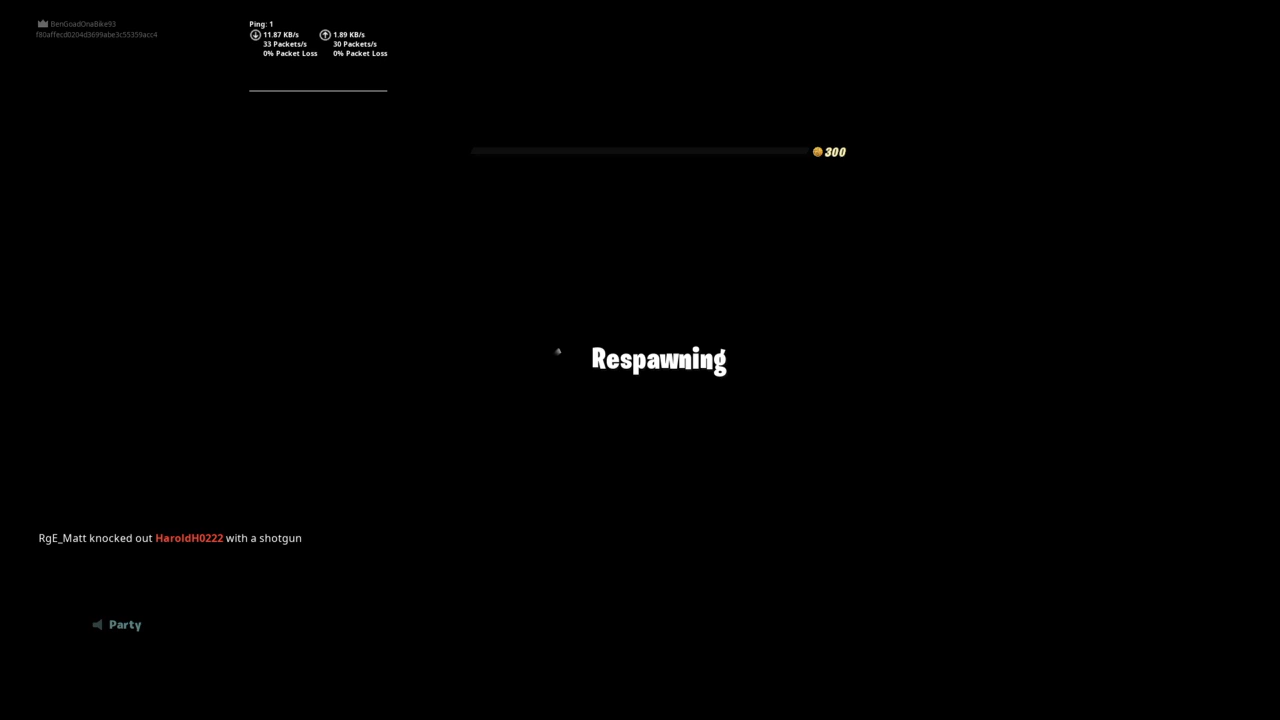 BenGoadOnaBike93
f80affecd0204d3699abe3c55359acc4
Ping: 1
11.87 KB/s 1.89 KB/s
33 Packets/s 30 Packets/s
0% Packet Loss 0% Packet Loss
300
Respawning
RgE_Matt knocked out HaroldH0222 with a shotgun
Party